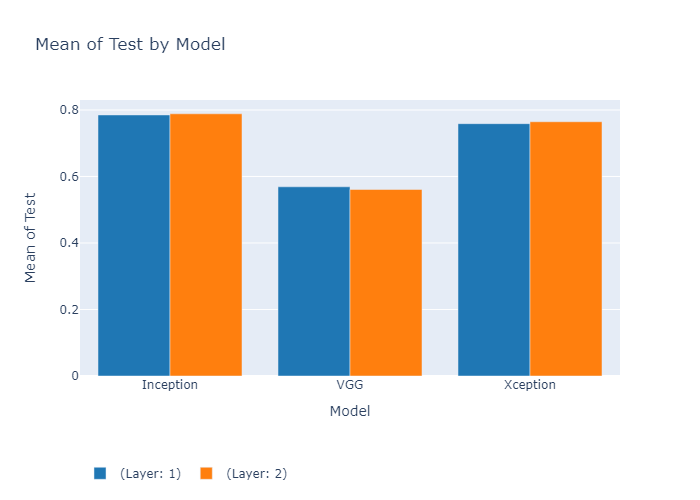 Mean of Test by Model
Mean of Test
0.8
0.6
0.4
0.2
0
Inception VGG Xception
Model
(Layer: 1) (Layer: 2)